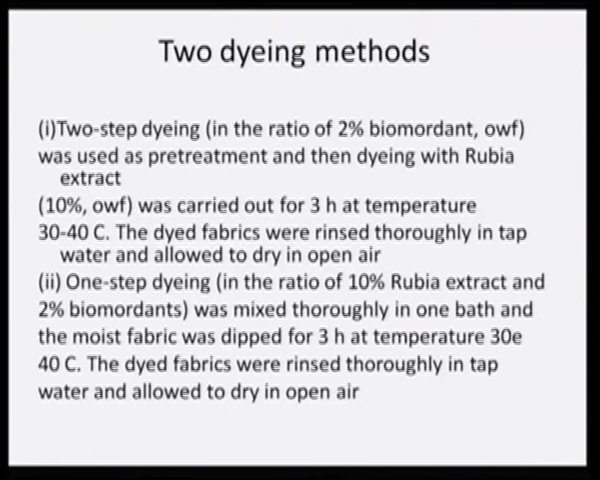 Two dyeing methods
(i)Two-step dyeing (in the ratio of 2% biomordant, owf)
was used as pretreatment and then dyeing with Rubia
extract
(10%, owf) was carried out for 3 h at temperature
30-40 C. The dyed fabrics were rinsed thoroughly in tap
water and allowed to dry in open air
(ii) One-step dyeing (in the ratio of 10% Rubia extract and
2% biomordants) was mixed thoroughly in one bath and
the moist fabric was dipped for 3 h at temperature 30e
40 C. The dyed fabrics were rinsed thoroughly in tap
water and allowed to dry in open air